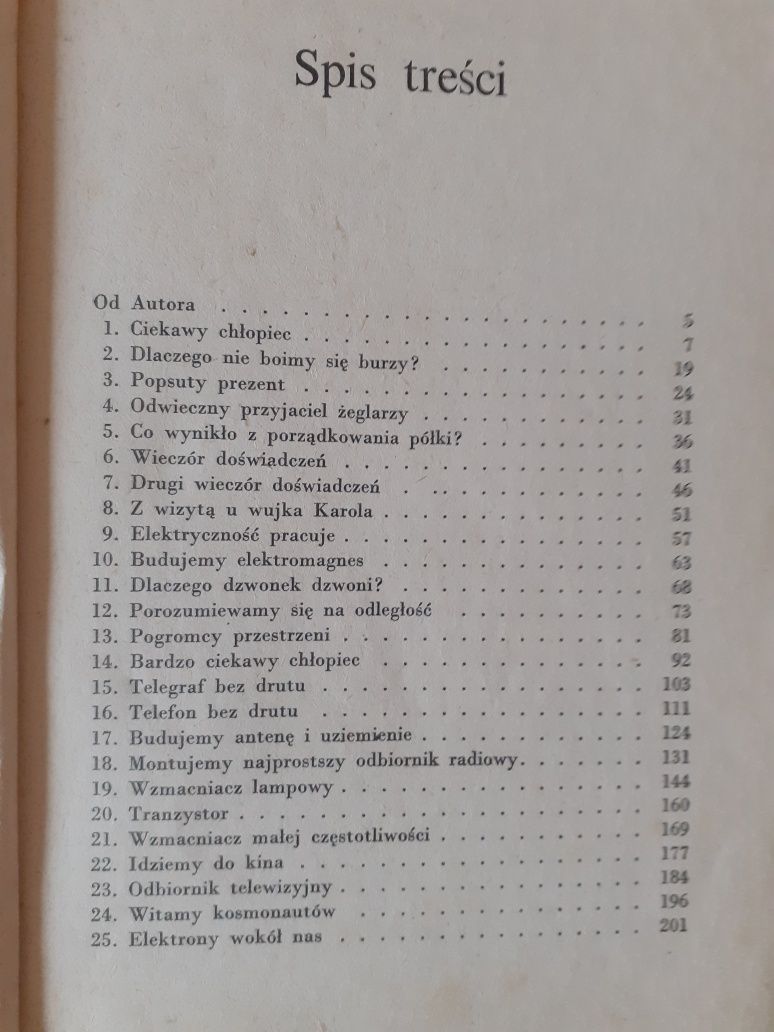 Spis treści
Od Autora . . . . . . . . . . . . . . . . . . 5
1. Ciekawy chłopiec . . . . . . . . . . . . . . 7
2. Dlaczego nie boimy się burzy? . . . . . . . . . 19
3. Popsuty prezent . . . . . . . . . . . . . . 24
4. Odwieczny przyjaciel żeglarzy . . . . . . . . . 31
5. Co wynikło z porządkowania półki? . . . . . . . 36
6. Wieczór doświadczeń . . . . . . . . . . . . 41
7. Drugi wieczór doświadczeń . . . . . . . . . . 46
8. Z wizytą u wujka Karola . . . . . . . . . . . 51
9. Elektryczność pracuje . . . . . . . . . . . . 57
10. Budujemy elektromagnes . . . . . . . . . . . 63
11. Dlaczego dzwonek dzwoni? . . . . . . . . . . 68
12. Porozumiewamy się na odległość . . . . . . . . 73
13. Pogromcy przestrzeni . . . . . . . . . . . . 81
14. Bardzo ciekawy chłopiec . . . . . . . . . . . 92
15. Telegraf bez drutu . . . . . . . . . . . . . 103
16. Telefon bez drutu . . . . . . . . . . . . . 111
17. Budujemy antenę i uziemienie . . . . . . . . . 124
18. Montujemy najprostszy odbiornik radiowy . . . . . . 131
19. Wzmacniacz lampowy . . . . . . . . . . . . 144
20. Tranzystor . . . . . . . . . . . . . . . . 160
21. Wzmacniacz małej częstotliwości . . . . . . . . . 169
22. Idziemy do kina . . . . . . . . . . . . . . 177
23. Odbiornik telewizyjny . . . . . . . . . . . . 184
24. Witamy kosmonautów . . . . . . . . . . . . 196
25. Elektrony wokół nas . . . . . . . . . . . . 201